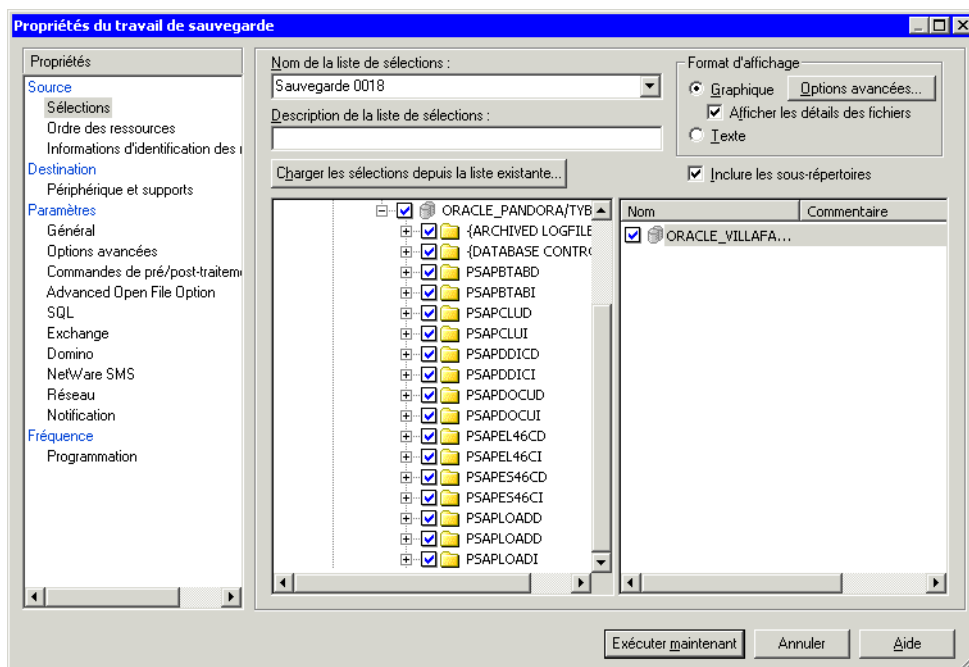 Propriétés du travail de sauvegarde
Propriétés
Source
Sélections
Ordre des ressources
Informations d'identification des
Destination
Périphérique et supports
Paramètres
Général
Options avancées
Commandes de pré/post-traitem
Advanced Open File Option
SQL
Exchange
Domino
NetWare SMS
Réseau
Notification
Fréquence
Programmation
Nom de la liste de sélections :
Sauvegarde 0018
Description de la liste de sélections :
Charger les sélections depuis la liste existante...
Format d'affichage
Graphique
Options avancées...
Afficher les détails des fichiers
Texte
Inclure les sous-répertoires
ORACLE_PANDORA/TYB
{ARCHIVED LOGFILE
{DATABASE CONTR
PSAPBTABD
PSAPBTABI
PSAPCLUD
PSAPCLUI
PSAPDDICD
PSAPDDICI
PSAPDOCUD
PSAPDOCUI
PSAPEL46CD
PSAPEL46CI
PSAPES46CD
PSAPES46CI
PSAPLOADD
PSAPLOADD
PSAPLOADI
Nom Commentaire
ORACLE_VILLAFA...
Exécuter maintenant Annuler Aide